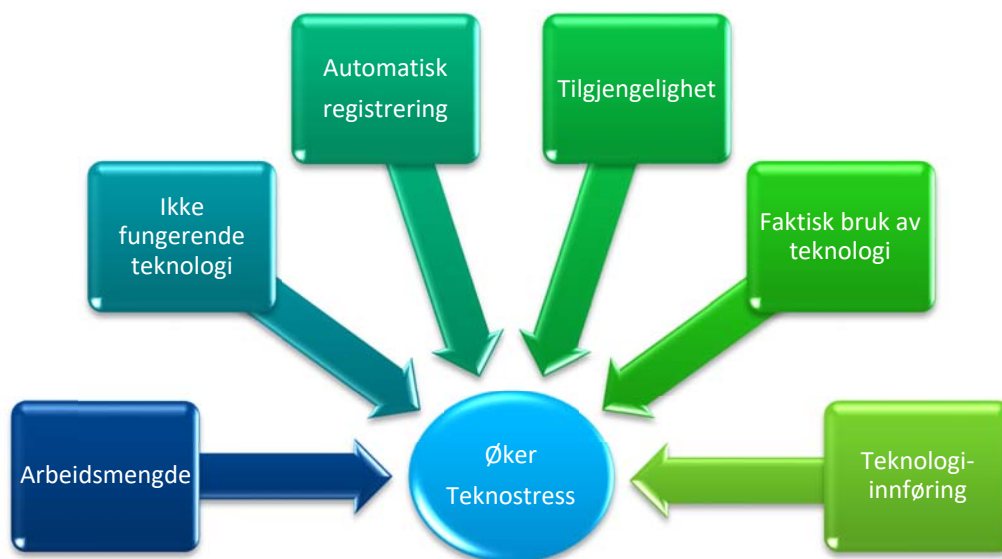 Automatisk
registrering
Tilgjengelighet
Ikke
fungerende
teknologi
Faktisk bruk av
teknologi
Arbeidsmengde
Øker
Teknostress
Teknologi-
innføring